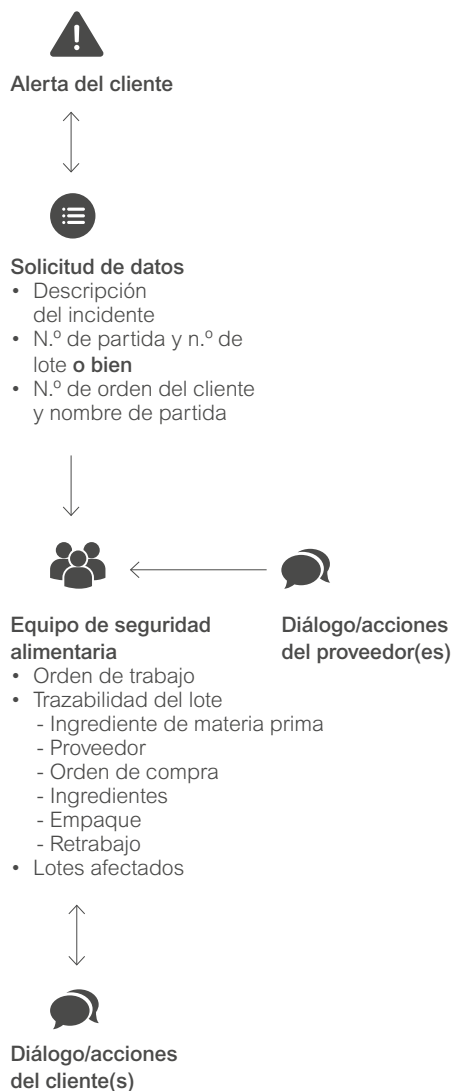 Alerta del cliente
Solicitud de datos
• Descripción
del incidente
• N.º de partida y n.º de
lote o bien
• N.º de orden del cliente
y nombre de partida
Equipo de seguridad
alimentaria
• Orden de trabajo
• Trazabilidad del lote
- Ingrediente de materia prima
- Proveedor
- Orden de compra
- Ingredientes
- Empaque
- Retrabajo
• Lotes afectados
Diálogo/acciones
del proveedor(es)
Diálogo/acciones
del cliente(s)